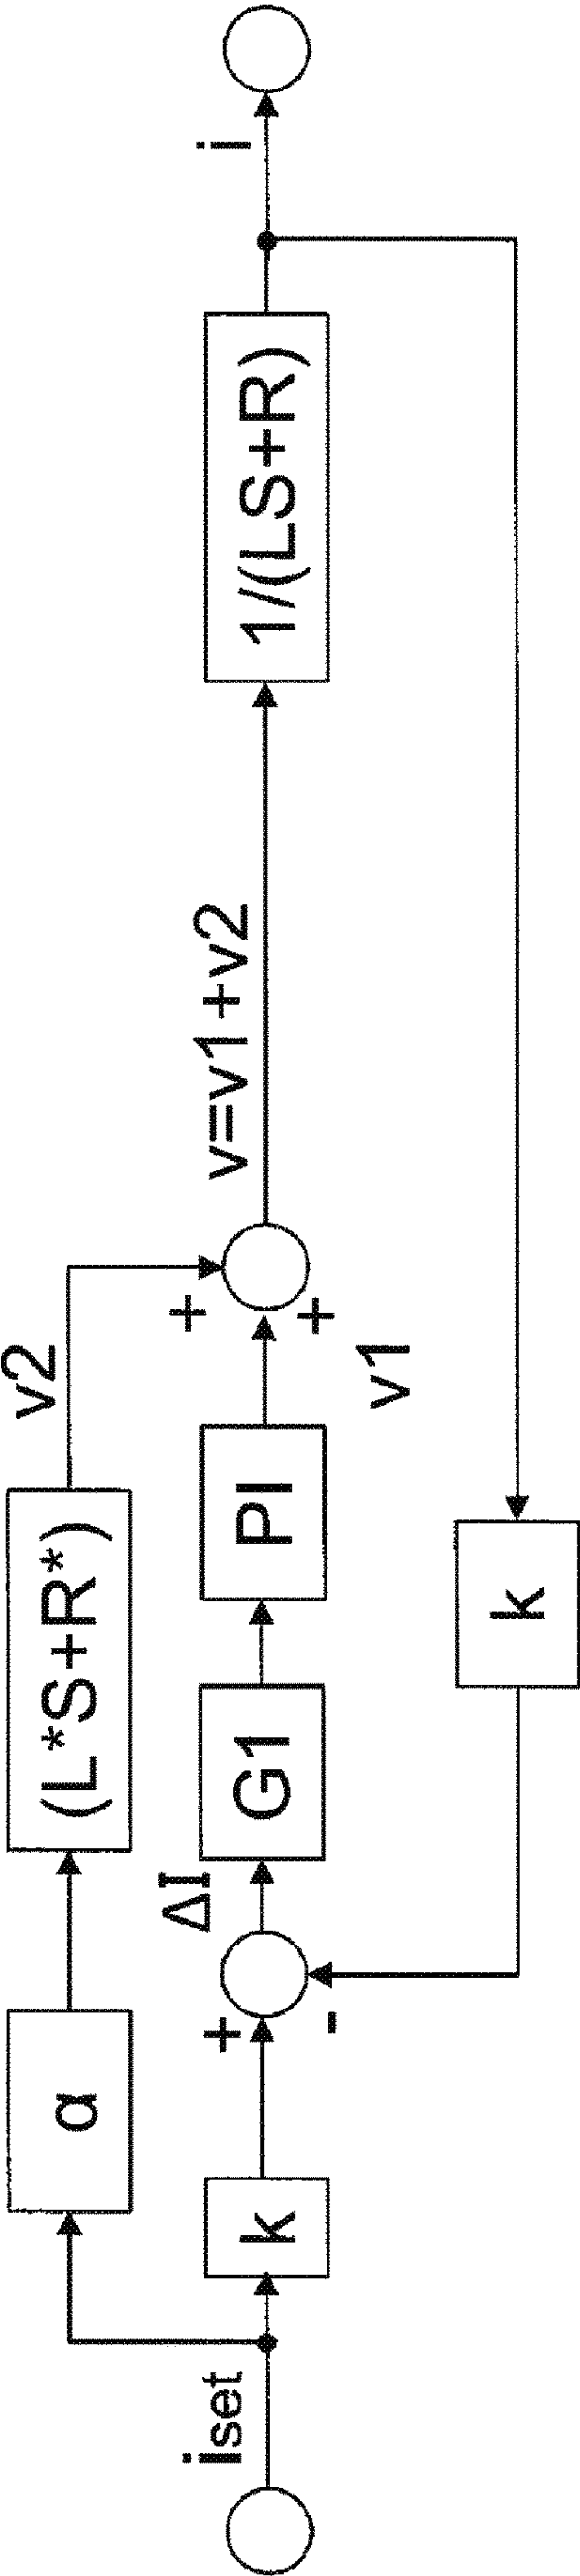 iset
α
(L*S+R*)
v2
k
+
-
ΔI
G1
PI
+
+
v1
v=v1+v2
1/(LS+R)
i
k